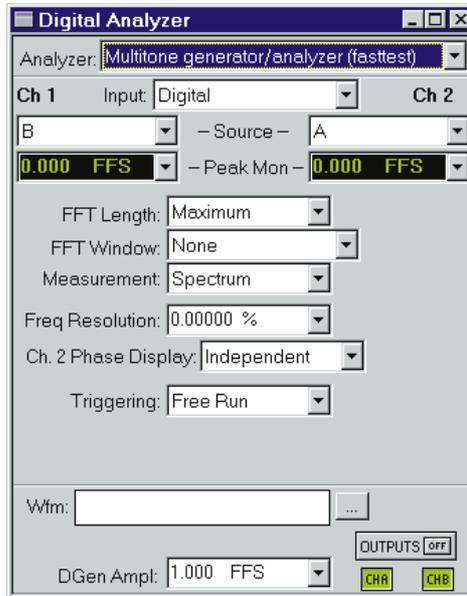 Digital Analyzer
Analyzer: Multitone generator/analyzer (fasttest)
Ch 1 Input: Digital Ch 2
B – Source – A
0.000 FFS – Peak Mon – 0.000 FFS
FFT Length: Maximum
FFT Window: None
Measurement: Spectrum
Freq Resolution: 0.00000 %
Ch. 2 Phase Display: Independent
Triggering: Free Run
Wfm: ...
OUTPUTS OFF
DGen Ampl: 1.000 FFS CHA CHB